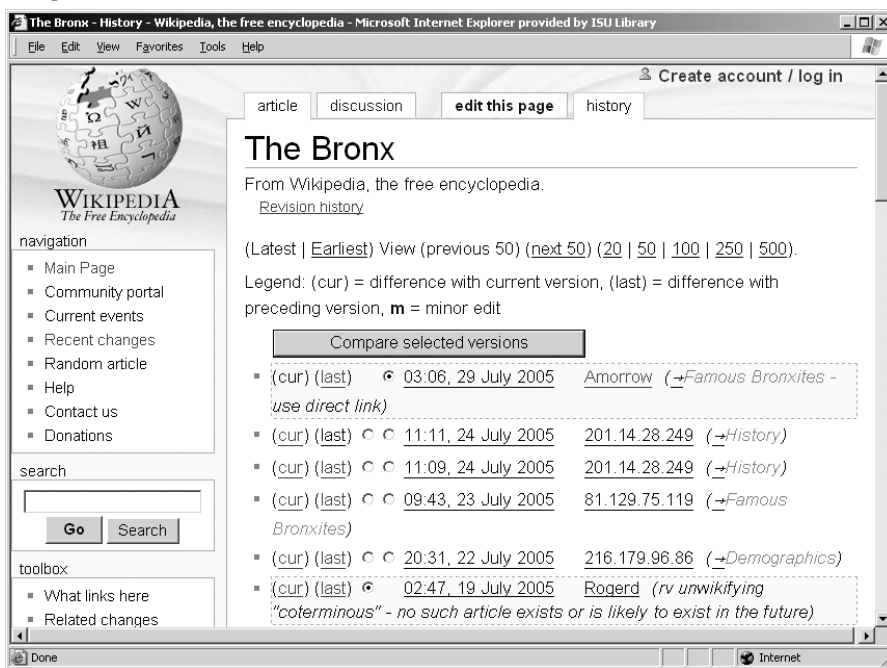 The Bronx - History - Wikipedia, the free encyclopedia - Microsoft Internet Explorer provided by ISU Library
File Edit View Favorites Tools Help
Create account / log in
article discussion edit this page history
The Bronx
From Wikipedia, the free encyclopedia.
Revision history
WIKIPEDIA
The Free Encyclopedia
navigation
Main Page
Community portal
Current events
Recent changes
Random article
Help
Contact us
Donations
search
Go Search
toolbox
What links here
Related changes
(Latest | Earliest) View (previous 50) (next 50) (20 | 50 | 100 | 250 | 500).
Legend: (cur) = difference with current version, (last) = difference with
preceding version, m = minor edit
Compare selected versions
(cur) (last) 03:06, 29 July 2005 Amorrow (→Famous Bronxites -
use direct link)
(cur) (last) 11:11, 24 July 2005 201.14.28.249 (→History)
(cur) (last) 11:09, 24 July 2005 201.14.28.249 (→History)
(cur) (last) 09:43, 23 July 2005 81.129.75.119 (→Famous
Bronxites)
(cur) (last) 20:31, 22 July 2005 216.179.96.86 (→Demographics)
(cur) (last) 02:47, 19 July 2005 Rogerd (rv unwikifying
"coterminous" - no such article exists or is likely to exist in the future)
Done Internet